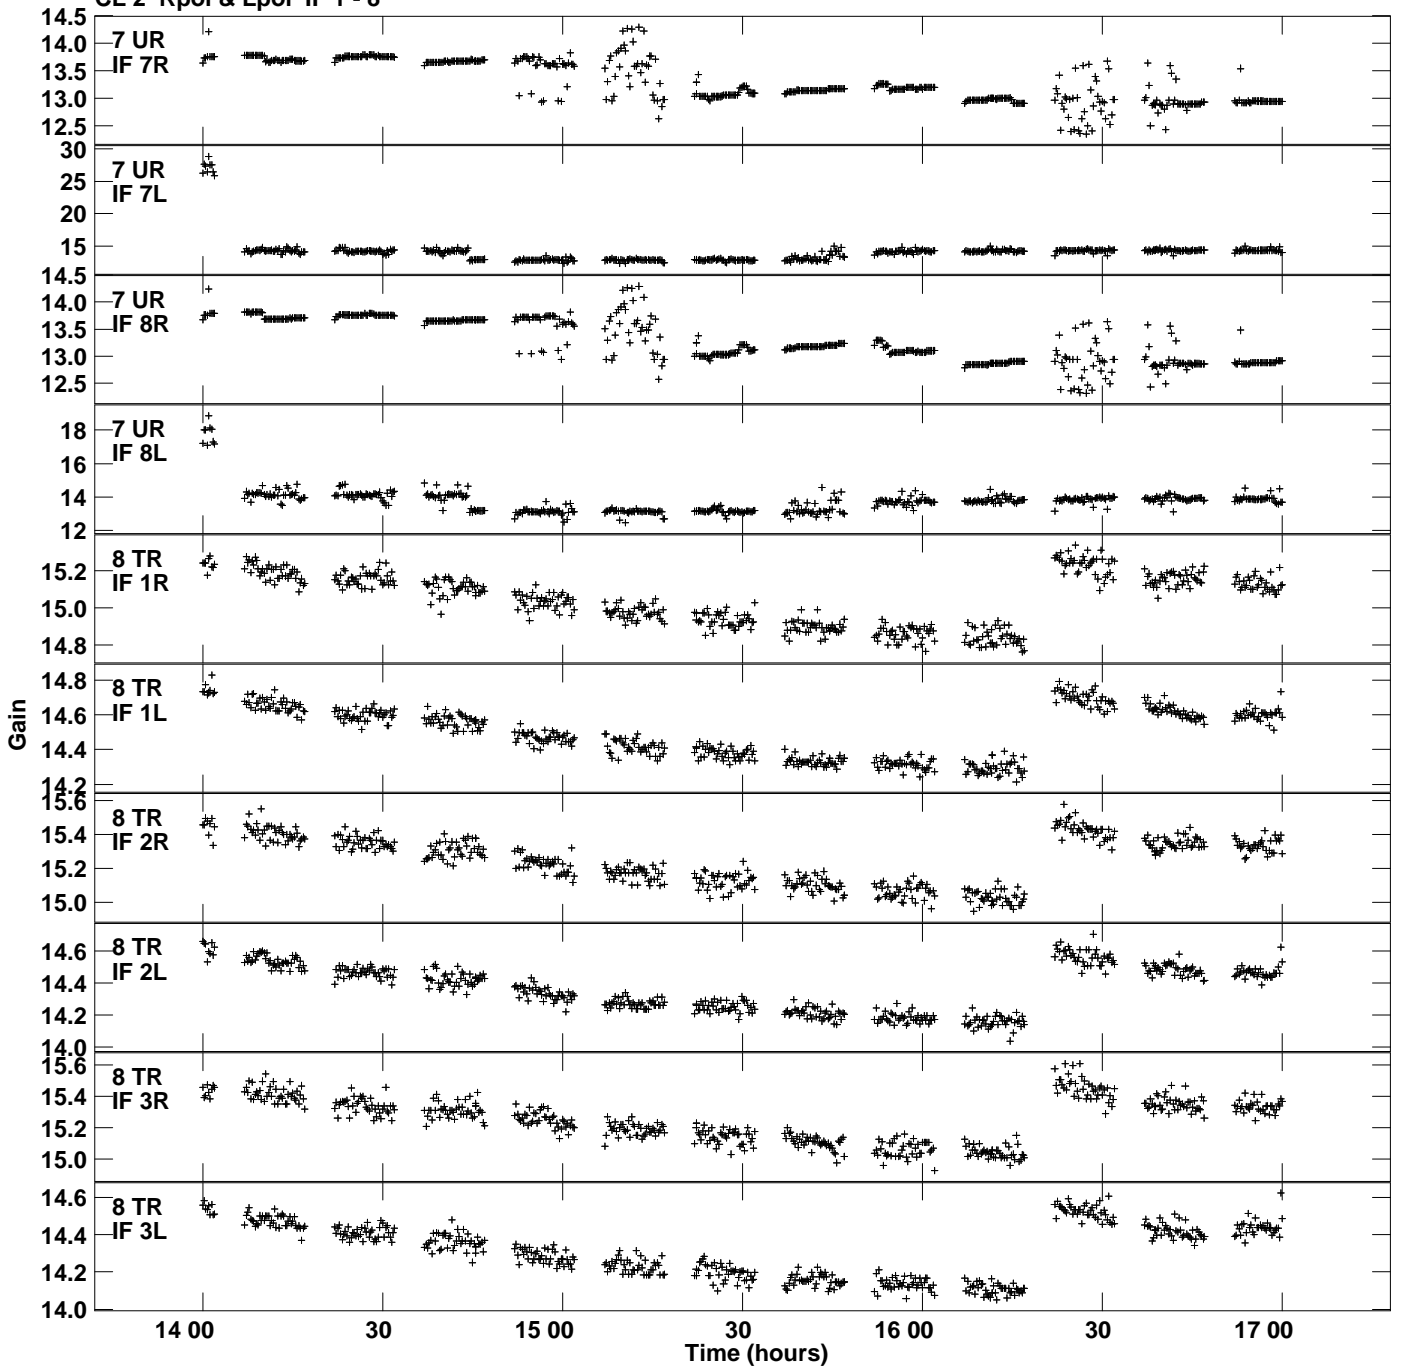 CL 2 Rpol & Lpol IF 1 - 8
14.5
14.0
13.5
13.0
12.5
7 UR
IF 7R
30
25
20
15
7 UR
IF 7L
14.5
14.0
13.5
13.0
12.5
7 UR
IF 8R
18
16
14
12
7 UR
IF 8L
15.2
15.0
14.8
8 TR
IF 1R
14.8
14.6
14.4
14.2
8 TR
IF 1L
15.6
15.4
15.2
15.0
8 TR
IF 2R
14.6
14.4
14.2
14.0
8 TR
IF 2L
15.6
15.4
15.2
15.0
8 TR
IF 3R
14.6
14.4
14.2
14.0
8 TR
IF 3L
Gain
14 00
30
15 00
30
16 00
30
17 00
Time (hours)